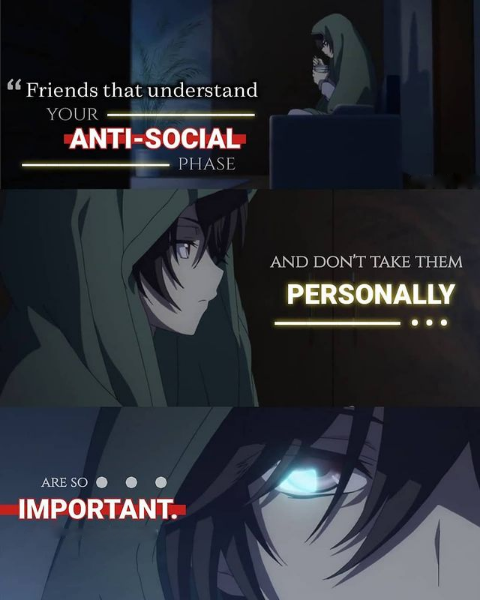 “Friends that understand
YOUR
ANTI-SOCIAL
PHASE
AND DON'T TAKE THEM
PERSONALLY
...
ARE SO ...
IMPORTANT.